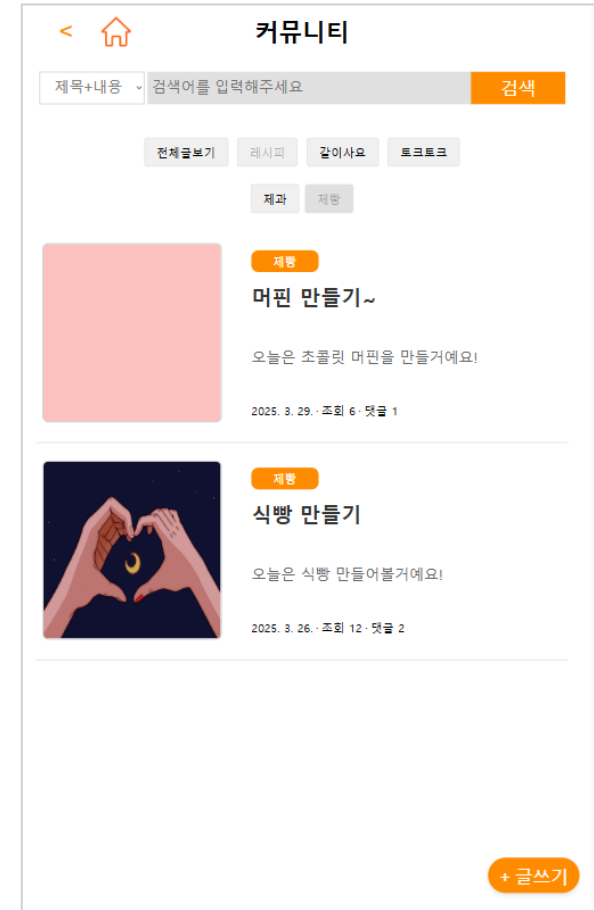 < 커뮤니티
제목+내용 검색어를 입력해주세요 검색
전체글보기 레시피 같이사요 토크토크
제과 제빵
제빵
머핀 만들기~
오늘은 초콜릿 머핀을 만들거예요!
2025. 3. 29. · 조회 6 · 댓글 1
제빵
식빵 만들기
오늘은 식빵 만들어볼거예요!
2025. 3. 26. · 조회 12 · 댓글 2
+ 글쓰기